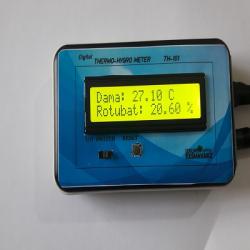 Digital
THERMO-HYGRO METER TH-101
Dama: 27.10 C
Rotubat: 20.60 %
RESET